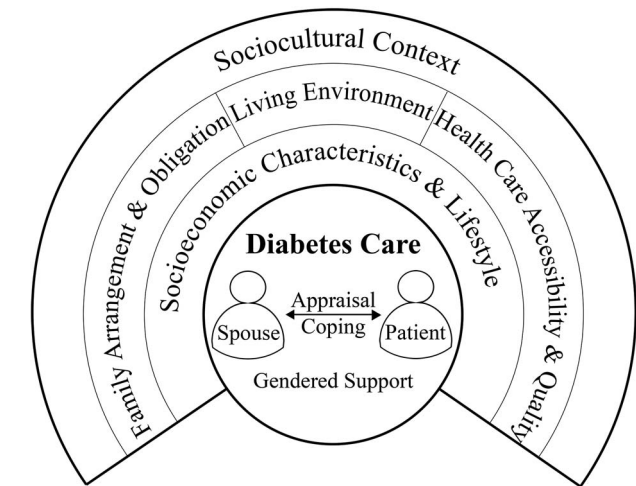 Sociocultural Context
Family Arrangement & Obligation
Living Environment
Health Care Accessibility & Quality
Socioeconomic Characteristics & Lifestyle
Diabetes Care
Spouse
Appraisal
Coping
Patient
Gendered Support